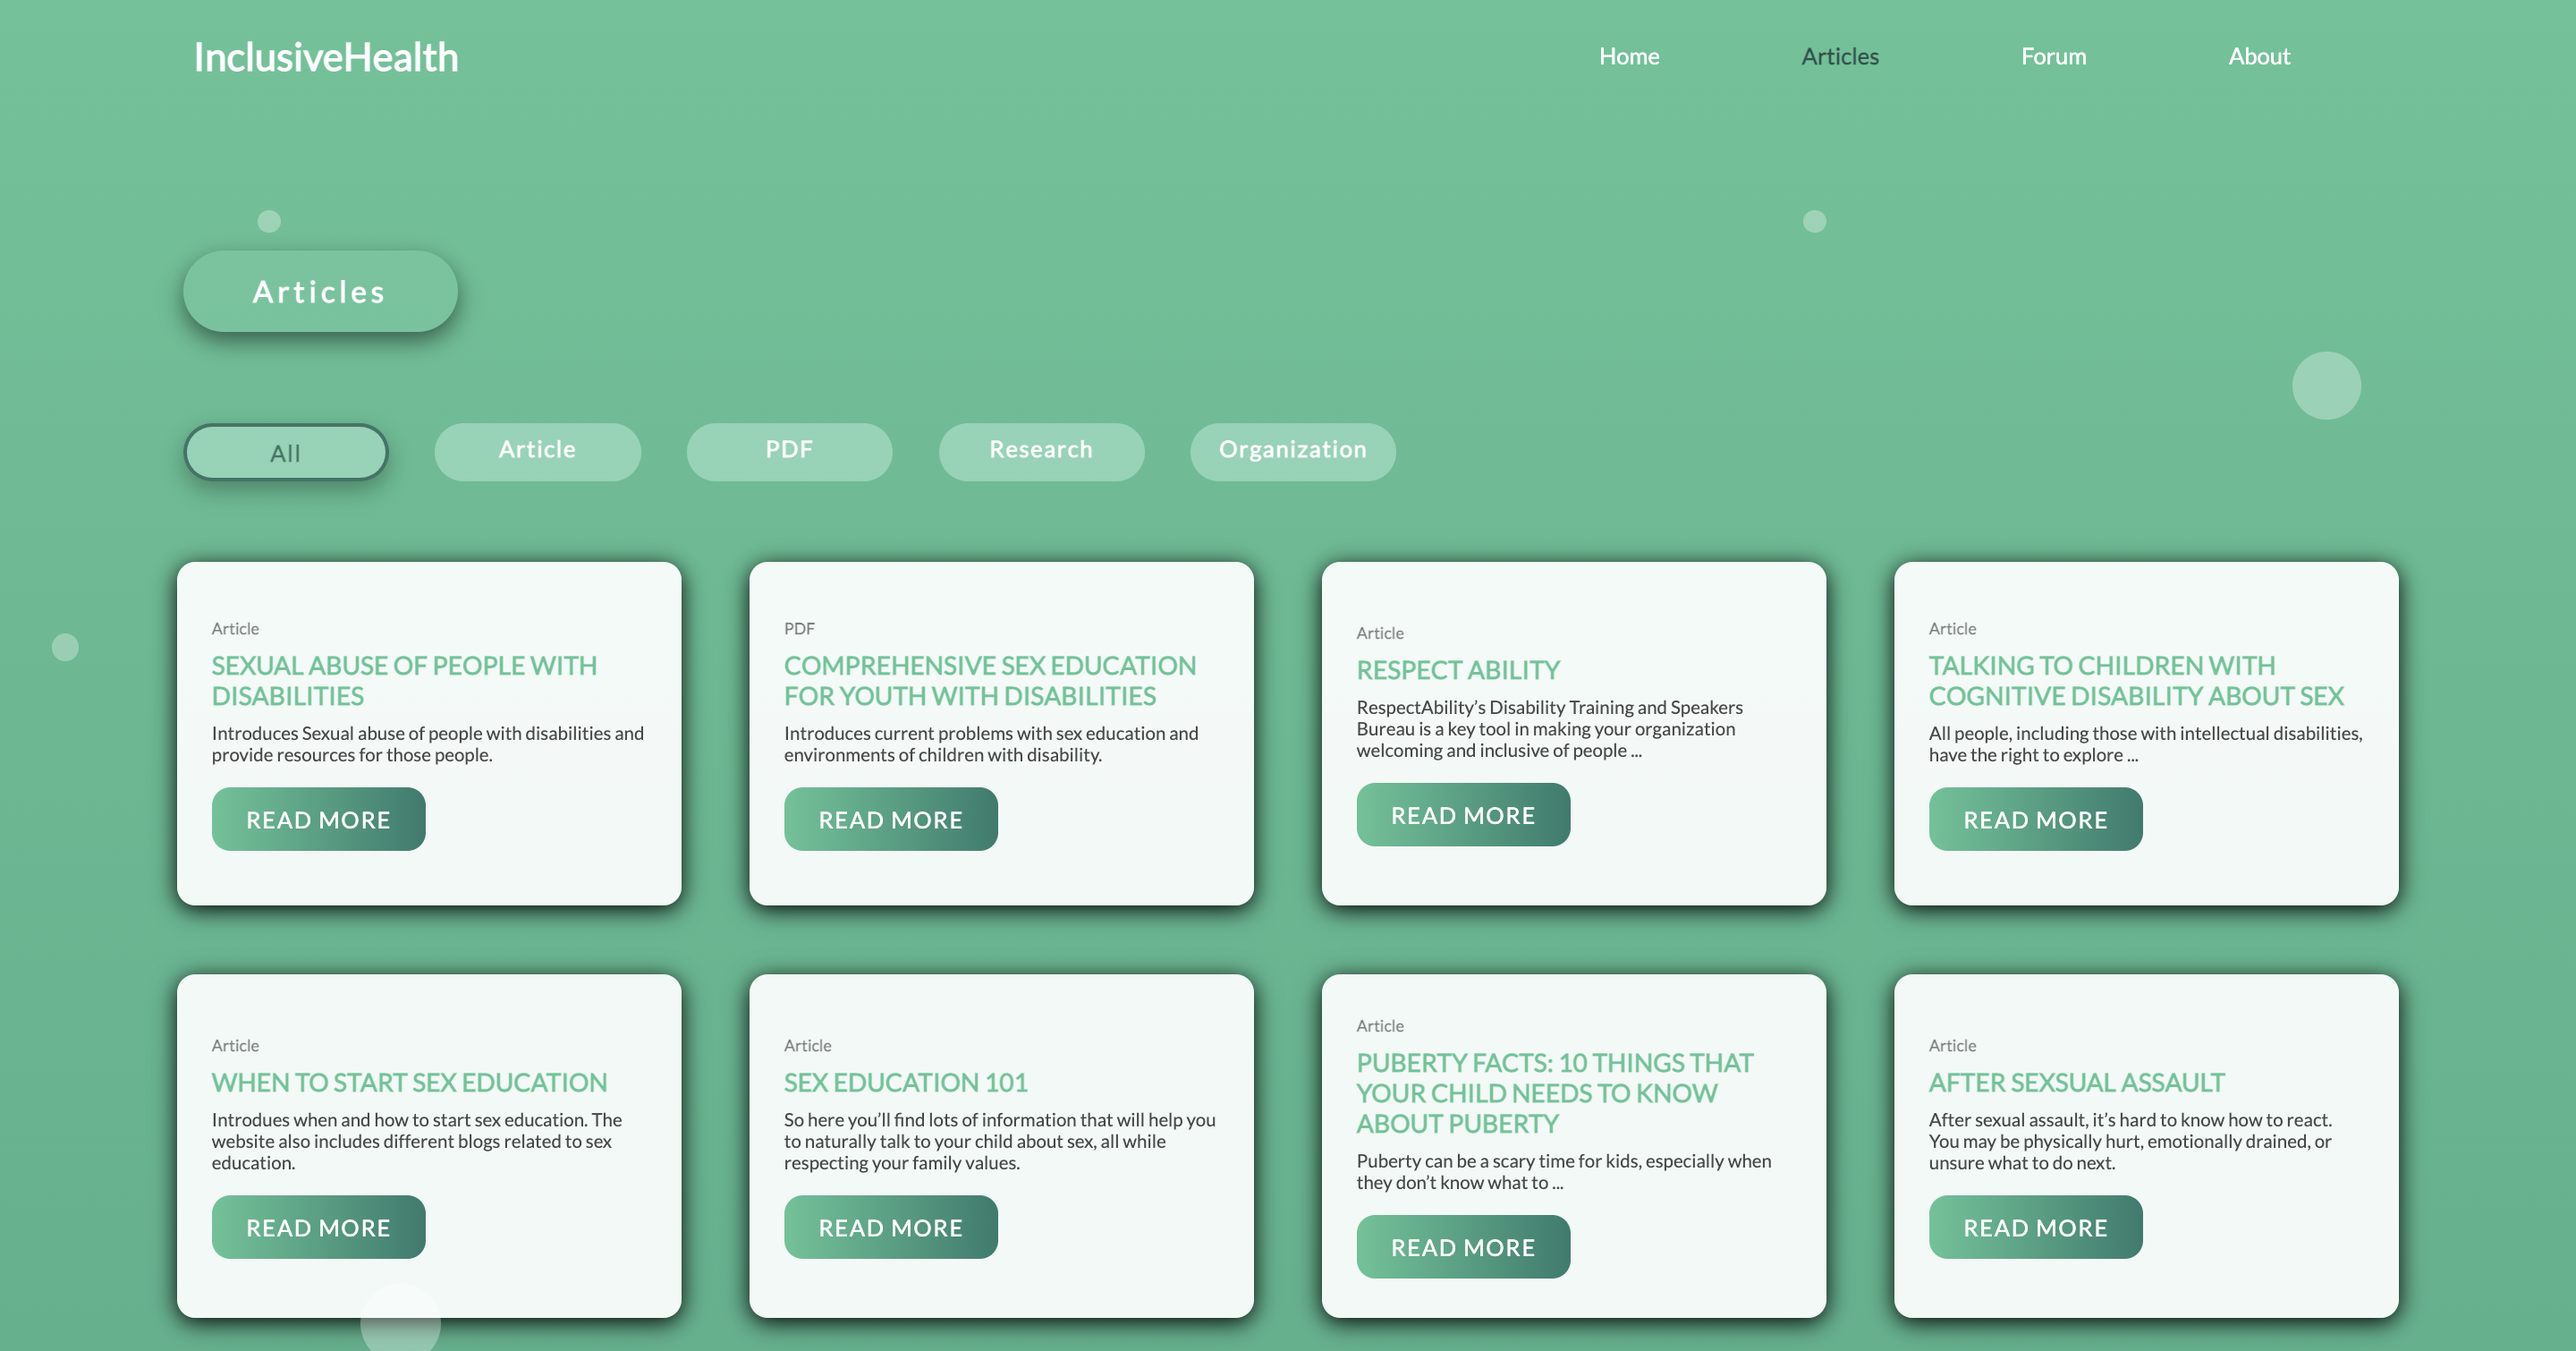 InclusiveHealth
Home
Articles
Forum
About
Articles
All
Article
PDF
Research
Organization
Article
SEXUAL ABUSE OF PEOPLE WITH
DISABILITIES
Introduces Sexual abuse of people with disabilities and
provide resources for those people.
READ MORE
PDF
COMPREHENSIVE SEX EDUCATION
FOR YOUTH WITH DISABILITIES
Introduces current problems with sex education and
environments of children with disability.
READ MORE
Article
RESPECT ABILITY
RespectAbility’s Disability Training and Speakers
Bureau is a key tool in making your organization
welcoming and inclusive of people ...
READ MORE
Article
TALKING TO CHILDREN WITH
COGNITIVE DISABILITY ABOUT SEX
All people, including those with intellectual disabilities,
have the right to explore ...
READ MORE
Article
WHEN TO START SEX EDUCATION
Introdues when and how to start sex education. The
website also includes different blogs related to sex
education.
READ MORE
Article
SEX EDUCATION 101
So here you’ll find lots of information that will help you
to naturally talk to your child about sex, all while
respecting your family values.
READ MORE
Article
PUBERTY FACTS: 10 THINGS THAT
YOUR CHILD NEEDS TO KNOW
ABOUT PUBERTY
Puberty can be a scary time for kids, especially when
they don’t know what to ...
READ MORE
Article
AFTER SEXSUAL ASSAULT
After sexual assault, it’s hard to know how to react.
You may be physically hurt, emotionally drained, or
unsure what to do next.
READ MORE